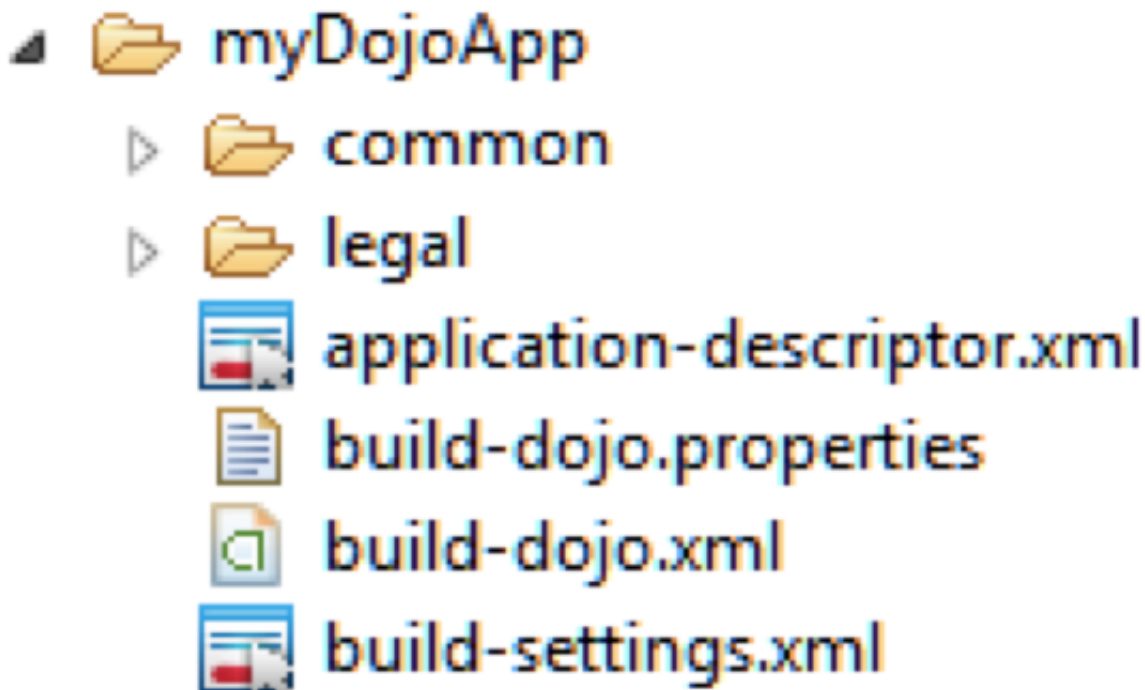 myDojoApp
common
legal
application-descriptor.xml
build-dojo.properties
build-dojo.xml
build-settings.xml